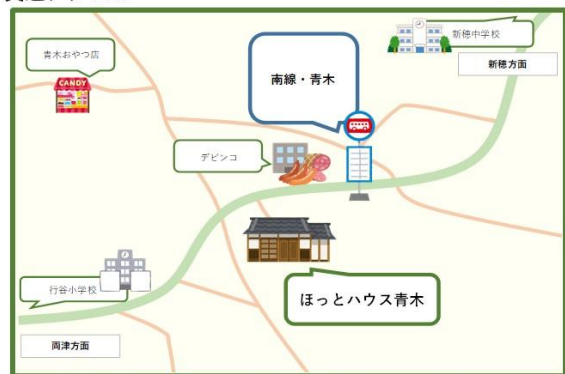 新穂中学校
青木おやつ店
CANDY
南線・青木
新穂方面
デビンコ
ほっとハウス青木
行谷小学校
両津方面